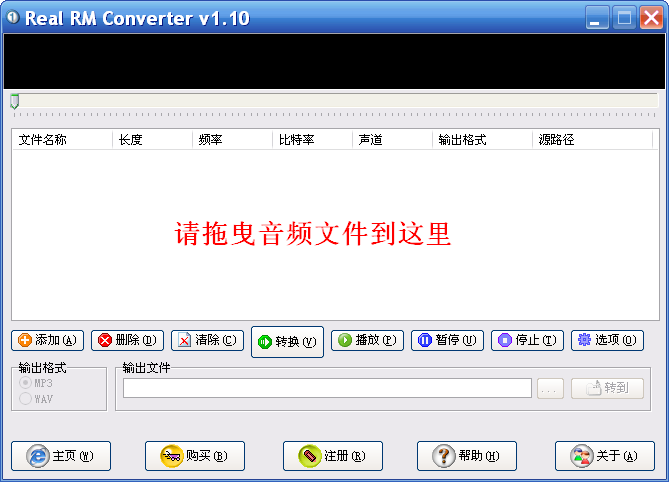 Real RM Converter v1.10
文件名称 长度 频率 比特率 声道 输出格式 源路径
请拖曳音频文件到这里
添加(A) 删除(D) 清除(C) 转换(V) 播放(P) 暂停(U) 停止(T) 选项(O)
输出格式 输出文件
MP3 ... 转到
WAV
主页(W) 购买(B) 注册(R) 帮助(H) 关于(A)